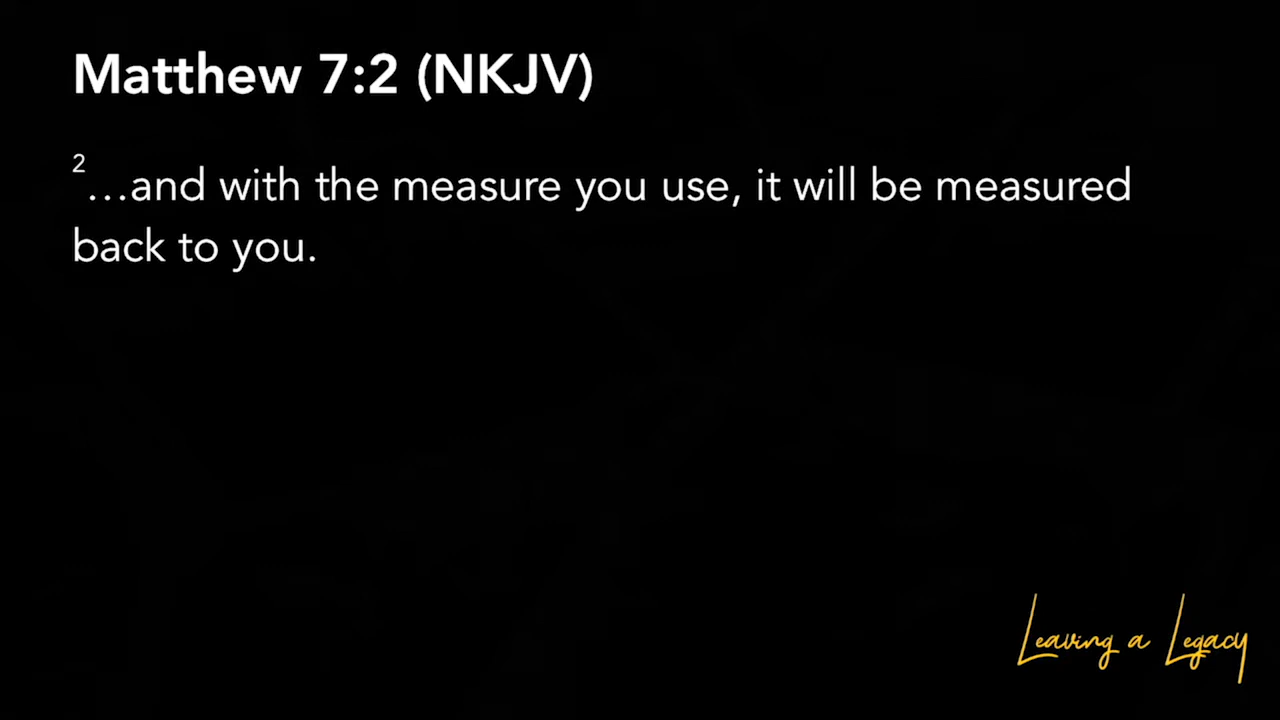 Matthew 7:2 (NKJV)
2…and with the measure you use, it will be measured
back to you.
Leaving a Legacy